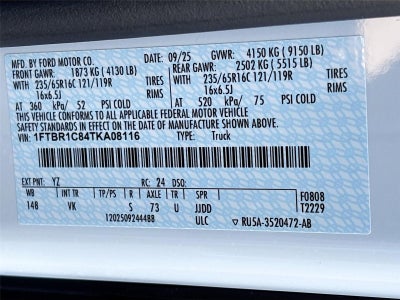 MFD. BY FORD MOTOR CO. 09/25 GVWR: 4150 KG (9150 LB)
FRONT GAWR: 1873 KG (4130 LB) REAR GAWR: 2502 KG (5515 LB)
WITH 235/65R16C 121/119R TIRES WITH 235/65R16C 121/119R TIRES
16x6.5J RIMS 16x6.5J RIMS
AT 360 kPa/ 52 PSI COLD AT 520 kPa/ 75 PSI COLD
THIS VEHICLE CONFORMS TO ALL APPLICABLE FEDERAL MOTOR VEHICLE
SAFETY STANDARDS IN EFFECT ON THE DATE OF MANUFACTURE SHOWN ABOVE.
VIN: 1FTBR1C84TKA08116 TYPE: Truck
EXT PNT: YZ RC: 24 DSO: F0808
WB INT TR TP/PS R AX TR SPR T2229
148 VK S 73 U JJDD
1202509244488 ULC RU5A-3520472-AB